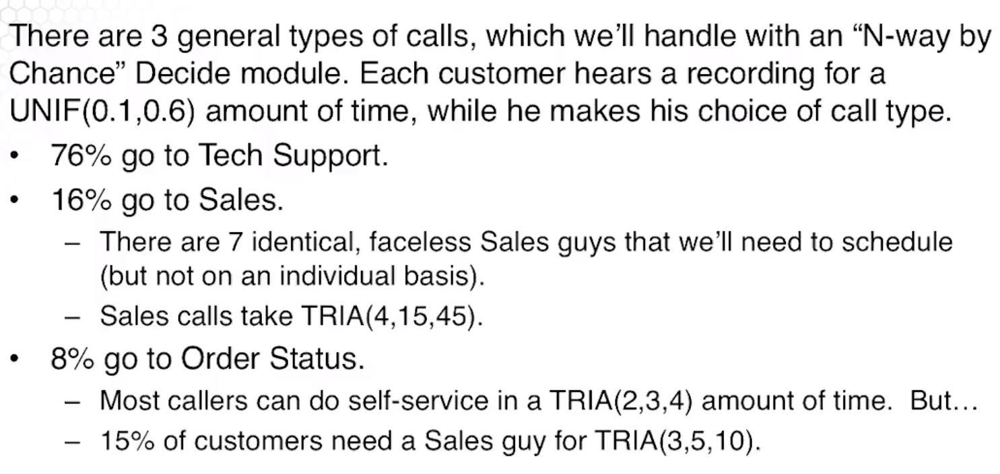 There are 3 general types of calls, which we’ll handle with an “N-way by
Chance” Decide module. Each customer hears a recording for a
UNIF(0.1,0.6) amount of time, while he makes his choice of call type.
• 76% go to Tech Support.
• 16% go to Sales.
– There are 7 identical, faceless Sales guys that we’ll need to schedule
(but not on an individual basis).
– Sales calls take TRIA(4,15,45).
• 8% go to Order Status.
– Most callers can do self-service in a TRIA(2,3,4) amount of time.  But…
– 15% of customers need a Sales guy for TRIA(3,5,10).